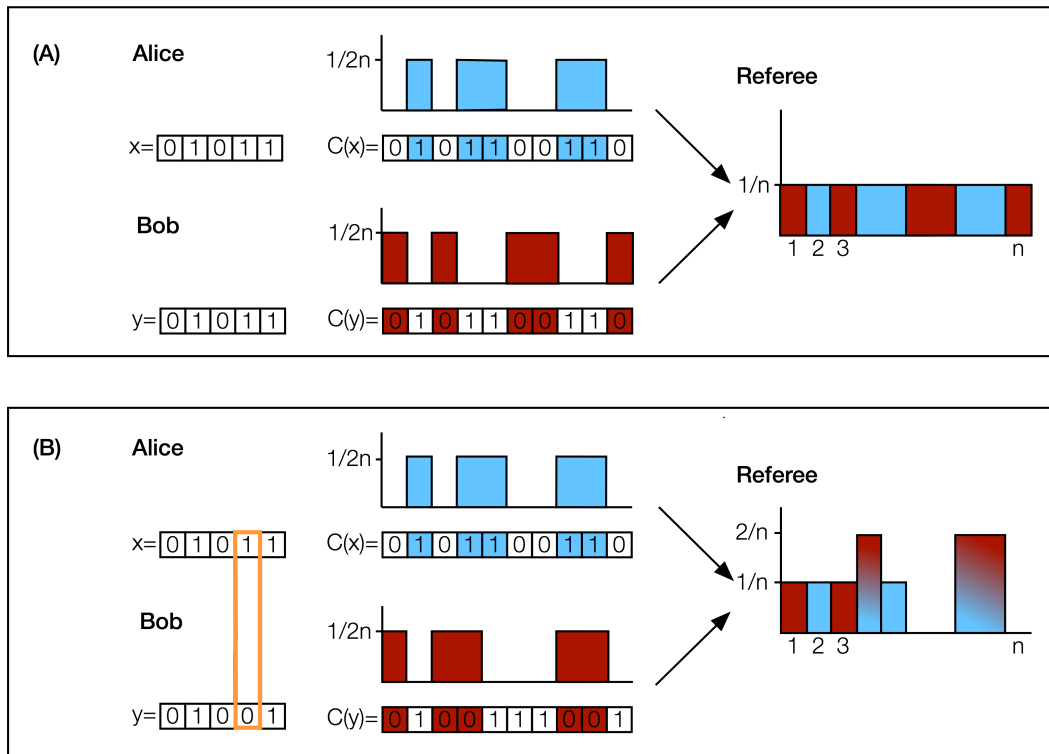 (A)
Alice
1/2n
x= 0 1 0 1 1
C(x)= 0 1 0 1 1 0 0 1 1 0
Bob
1/2n
y= 0 1 0 1 1
C(y)= 0 1 0 1 1 0 0 1 1 0
Referee
1/n
1 2 3 n
(B)
Alice
1/2n
x= 0 1 0 1 1
C(x)= 0 1 0 1 1 0 0 1 1 0
Bob
1/2n
y= 0 1 0 0 1
C(y)= 0 1 0 0 1 1 1 0 0 1
Referee
2/n
1/n
1 2 3 n